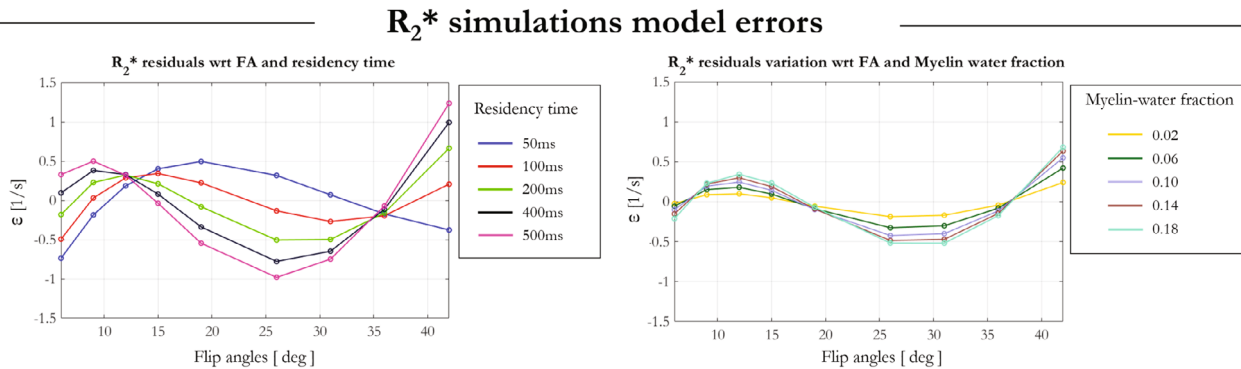 R₂* simulations model errors
R₂* residuals wrt FA and residency time
1.5
1
0.5
0
-0.5
-1
-1.5
ε [1/s]
10 15 20 25 30 35 40
Flip angles [ deg ]
Residency time
50ms
100ms
200ms
400ms
500ms
R₂* residuals variation wrt FA and Myelin water fraction
1.5
1
0.5
0
-0.5
-1
-1.5
ε [1/s]
10 15 20 25 30 35 40
Flip angles [ deg ]
Myelin-water fraction
0.02
0.06
0.10
0.14
0.18